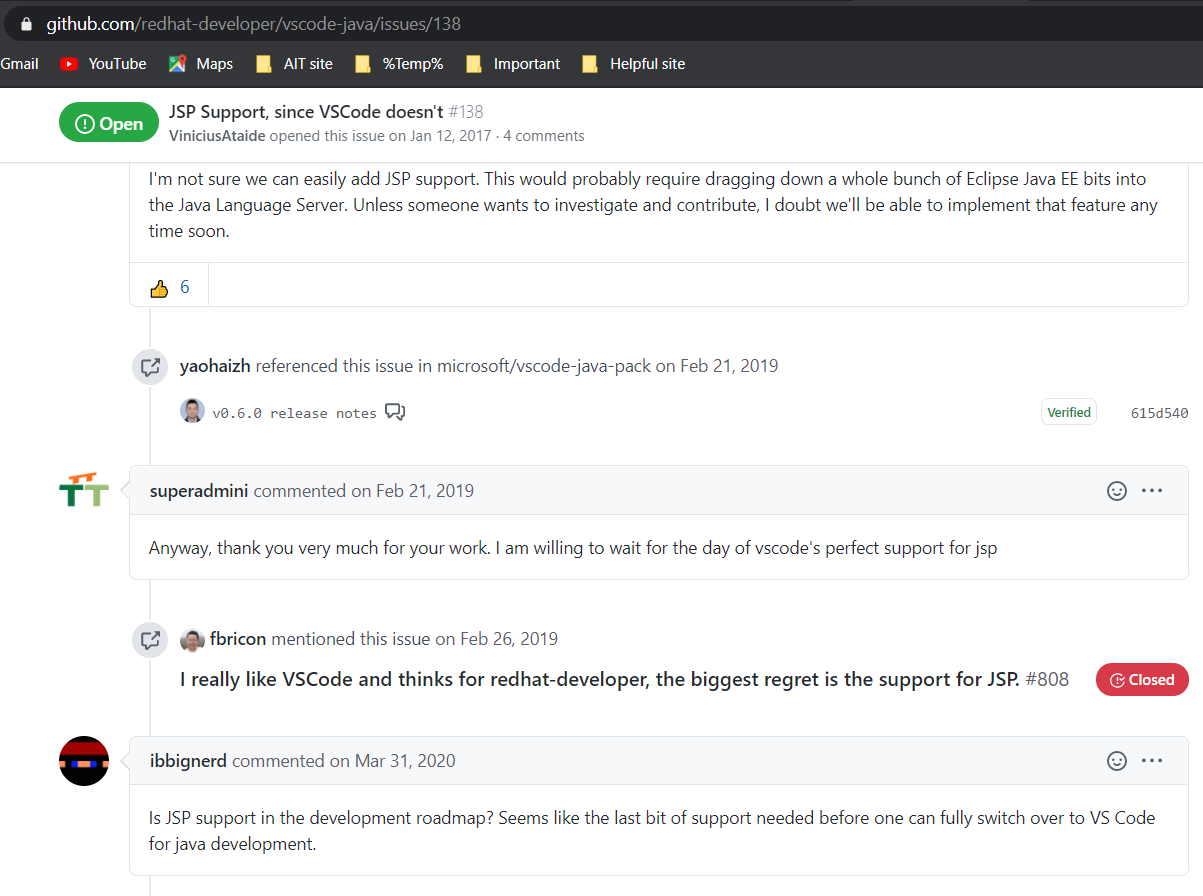 github.com/redhat-developer/vscode-java/issues/138
Gmail YouTube Maps AIT site %Temp% Important Helpful site
Open
JSP Support, since VSCode doesn't #138
ViniciusAtaide opened this issue on Jan 12, 2017 · 4 comments
I'm not sure we can easily add JSP support. This would probably require dragging down a whole bunch of Eclipse Java EE bits into
the Java Language Server. Unless someone wants to investigate and contribute, I doubt we'll be able to implement that feature any
time soon.
6
yaohaizh referenced this issue in microsoft/vscode-java-pack on Feb 21, 2019
v0.6.0 release notes Verified 615d540
TT
superadmini commented on Feb 21, 2019
Anyway, thank you very much for your work. I am willing to wait for the day of vscode's perfect support for jsp
fbricon mentioned this issue on Feb 26, 2019
I really like VSCode and thinks for redhat-developer, the biggest regret is the support for JSP. #808 Closed
ibbignerd commented on Mar 31, 2020
Is JSP support in the development roadmap? Seems like the last bit of support needed before one can fully switch over to VS Code
for java development.